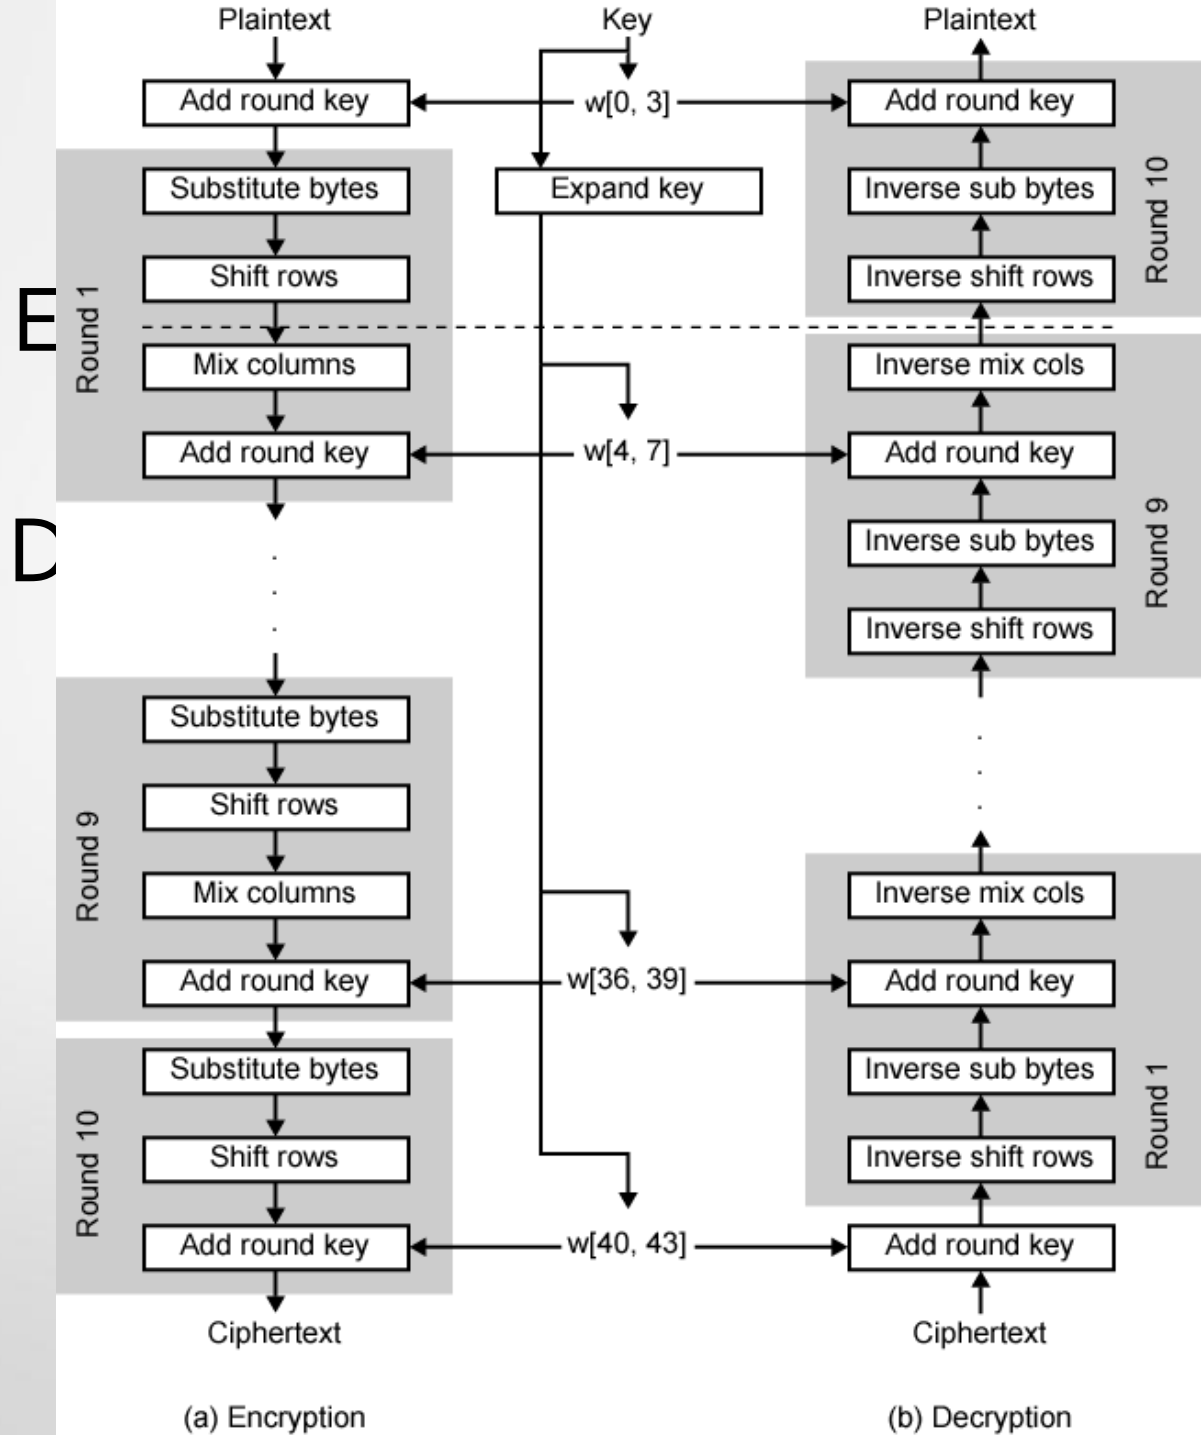 Plaintext
Key
Plaintext
Add round key
w[0, 3]
Add round key
Substitute bytes
Expand key
Inverse sub bytes
Round 10
Shift rows
Inverse shift rows
E
Round 1
Mix columns
Inverse mix cols
Add round key
w[4, 7]
Add round key
D
Inverse sub bytes
Round 9
Inverse shift rows
Substitute bytes
Shift rows
Round 9
Mix columns
Inverse mix cols
Add round key
w[36, 39]
Add round key
Substitute bytes
Inverse sub bytes
Round 1
Round 10
Shift rows
Inverse shift rows
Add round key
w[40, 43]
Add round key
Ciphertext
Ciphertext
(a) Encryption
(b) Decryption